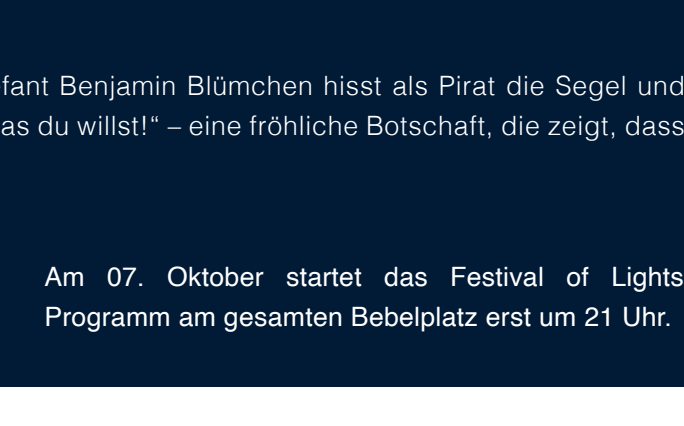 fant Benjamin Blümchen hisst als Pirat die Segel und
as du willst!“ – eine fröhliche Botschaft, die zeigt, dass
Am 07. Oktober startet das Festival of Lights
Programm am gesamten Bebelplatz erst um 21 Uhr.